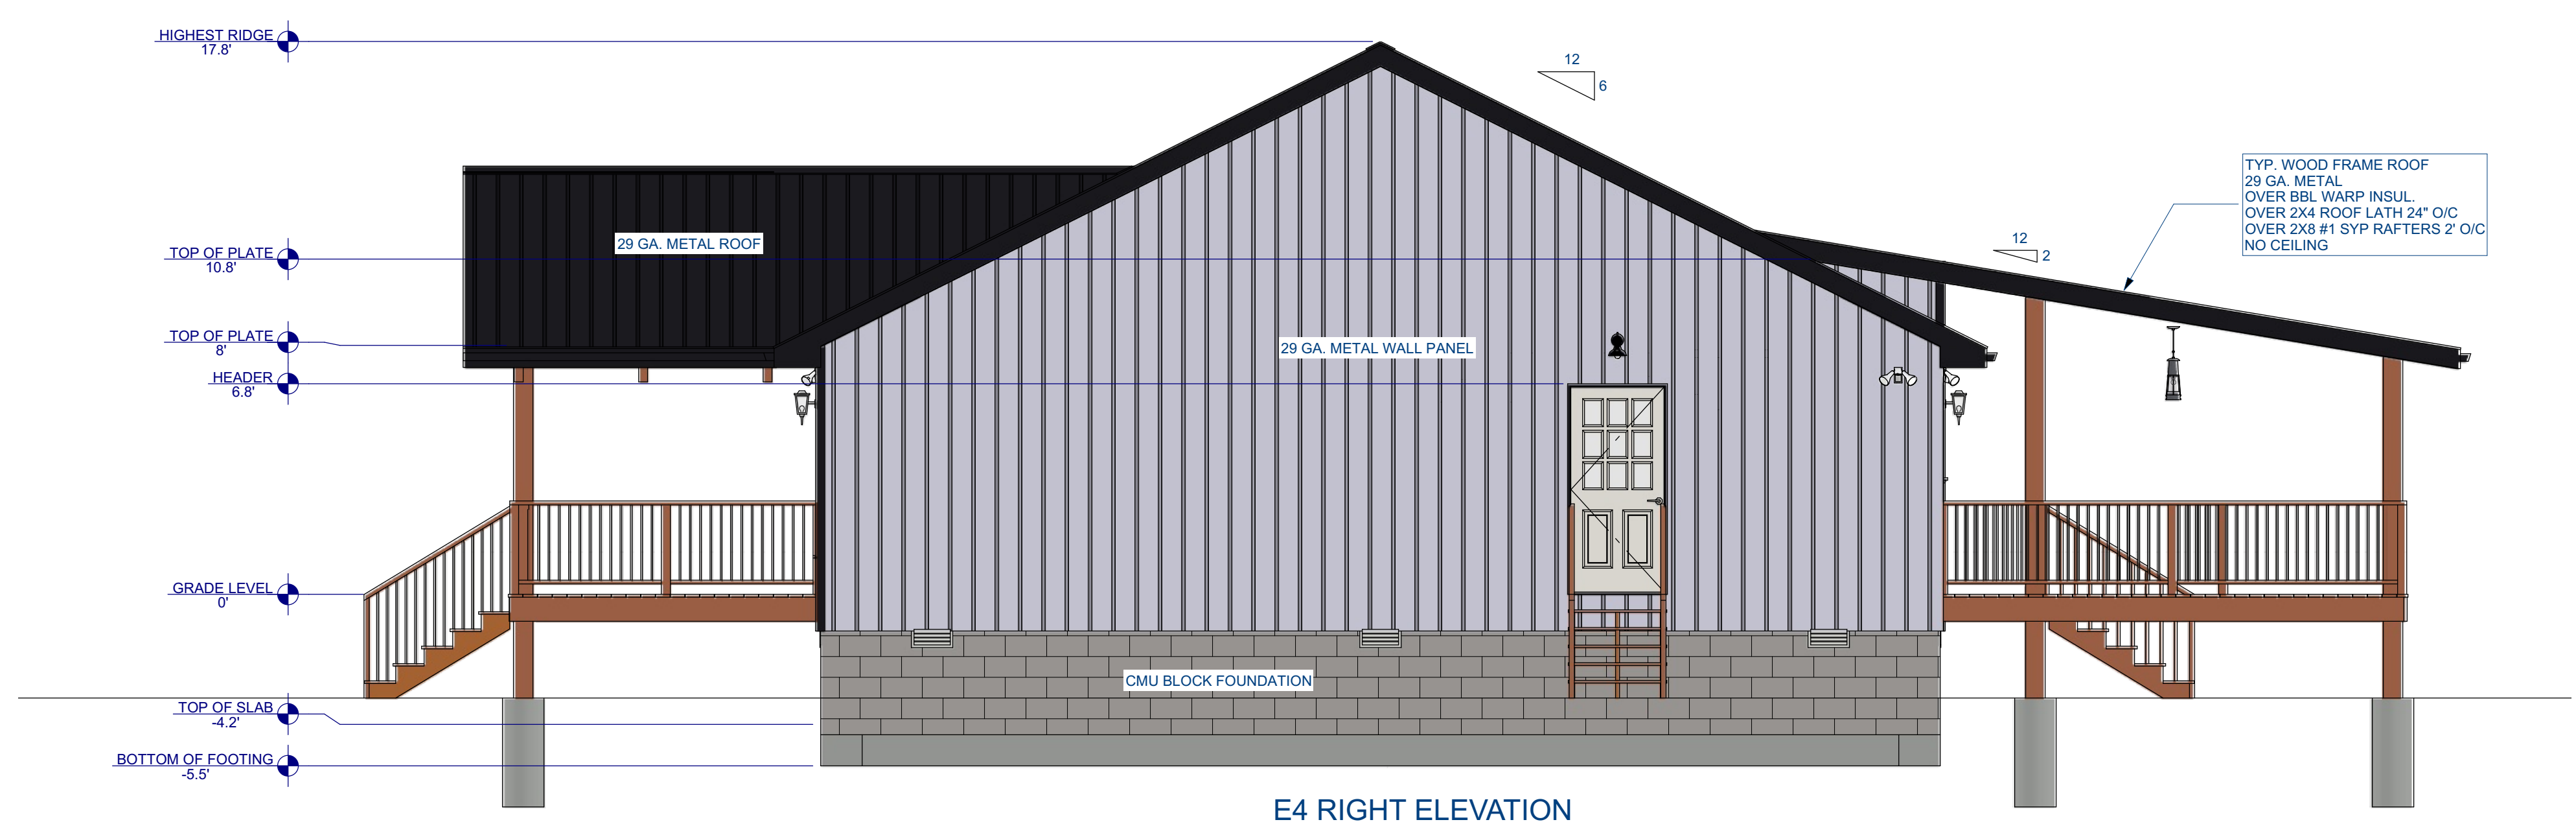 HIGHEST RIDGE
17.8'
12
6
TYP. WOOD FRAME ROOF
29 GA. METAL
OVER BBL WARP INSUL.
OVER 2X4 ROOF LATH 24" O/C
OVER 2X8 #1 SYP RAFTERS 2' O/C
NO CEILING
29 GA. METAL ROOF
12
2
TOP OF PLATE
10.8'
TOP OF PLATE
8'
29 GA. METAL WALL PANEL
HEADER
6.8'
GRADE LEVEL
0'
CMU BLOCK FOUNDATION
TOP OF SLAB
-4.2'
BOTTOM OF FOOTING
-5.5'
E4 RIGHT ELEVATION